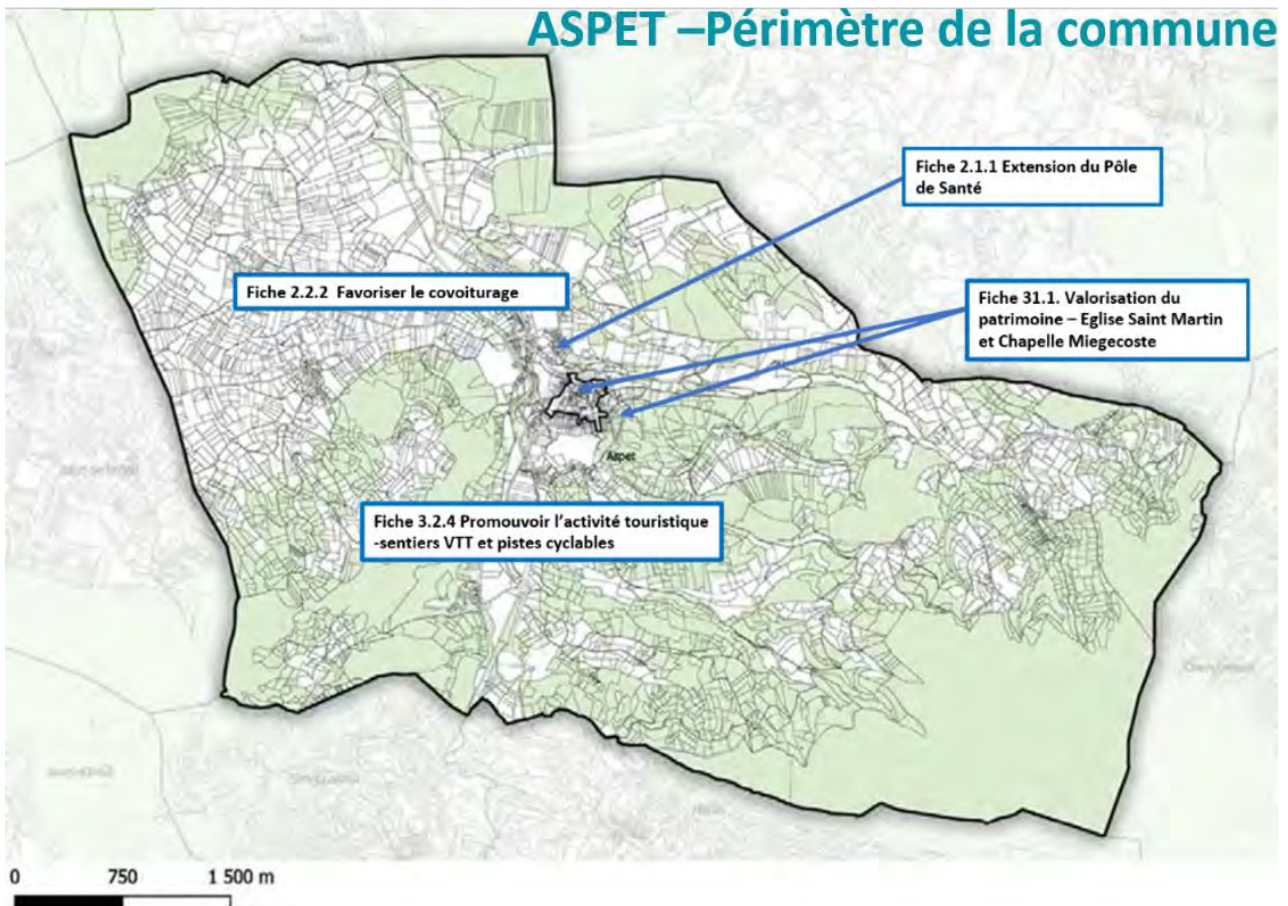 ASPET –Périmètre de la commune
Fiche 2.1.1 Extension du Pôle
de Santé
Fiche 2.2.2 Favoriser le covoiturage
Fiche 31.1. Valorisation du
patrimoine – Eglise Saint Martin
et Chapelle Miegecoste
Aspet
Fiche 3.2.4 Promouvoir l'activité touristique
-sentiers VTT et pistes cyclables
0 750 1 500 m